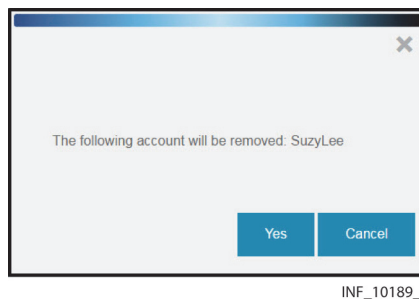 The following account will be removed: SuzyLee
Yes Cancel
INF_10189_